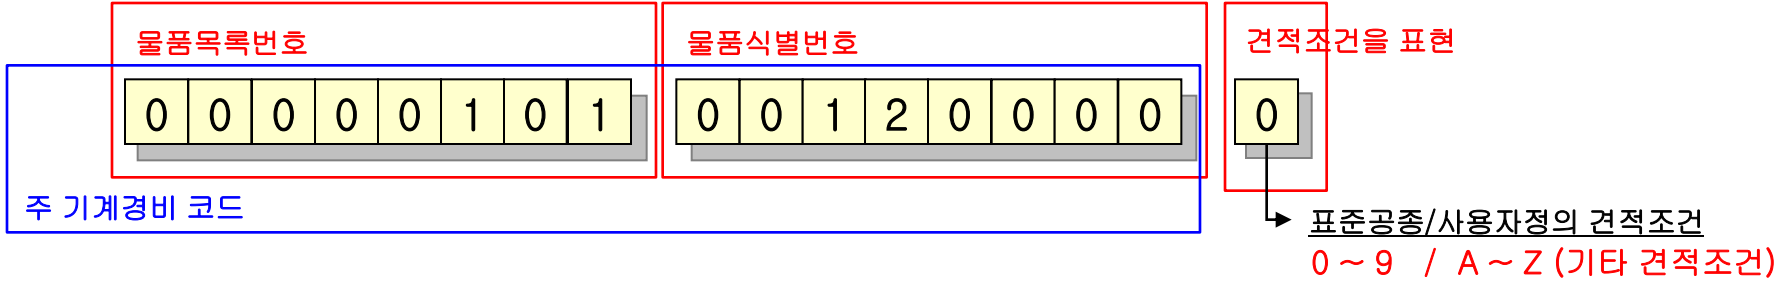 물품목록번호 물품식별번호 견적조건을 표현
0 0 0 0 0 1 0 1 0 0 1 2 0 0 0 0 0
주 기계경비 코드
표준공종/사용자정의 견적조건
0 ~ 9 / A ~ Z (기타 견적조건)